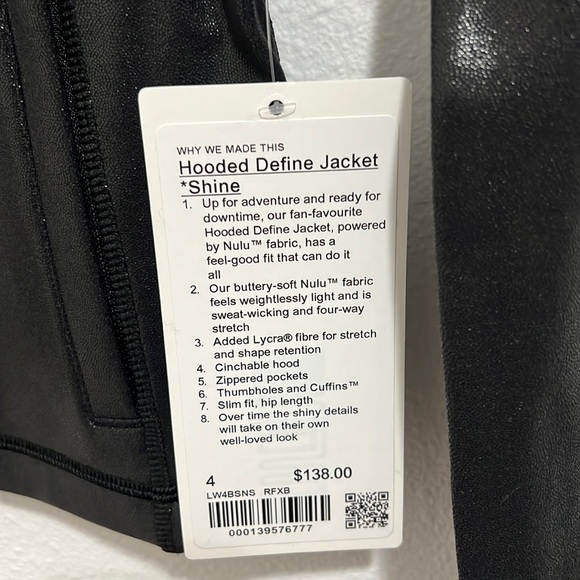 WHY WE MADE THIS
Hooded Define Jacket
*Shine
1. Up for adventure and ready for
downtime, our fan-favourite
Hooded Define Jacket, powered
by Nulu™ fabric, has a
feel-good fit that can do it
all
2. Our buttery-soft Nulu™ fabric
feels weightlessly light and is
sweat-wicking and four-way
stretch
3. Added Lycra® fibre for stretch
and shape retention
4. Cinchable hood
5. Zippered pockets
6. Thumbholes and Cuffins™
7. Slim fit, hip length
8. Over time the shiny details
will take on their own
well-loved look
4 $138.00
LW4BSNS RFXB
000139576777